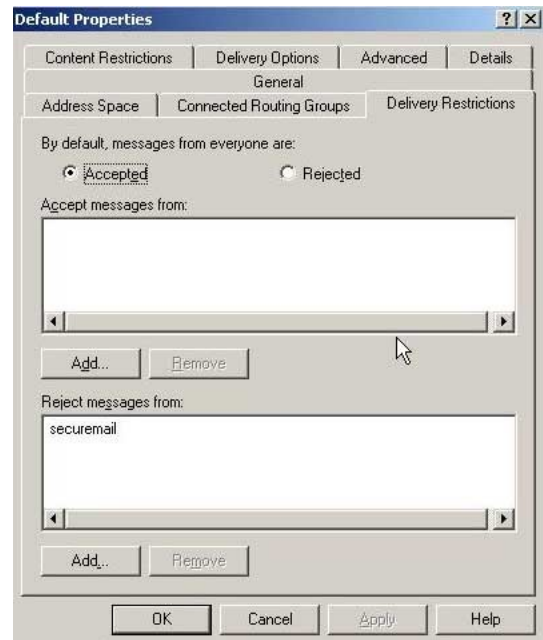 Default Properties
Content Restrictions Delivery Options Advanced Details
General
Address Space Connected Routing Groups Delivery Restrictions
By default, messages from everyone are:
Accepted Rejected
Accept messages from:
Add... Remove
Reject messages from:
securemail
Add... Remove
OK Cancel Apply Help